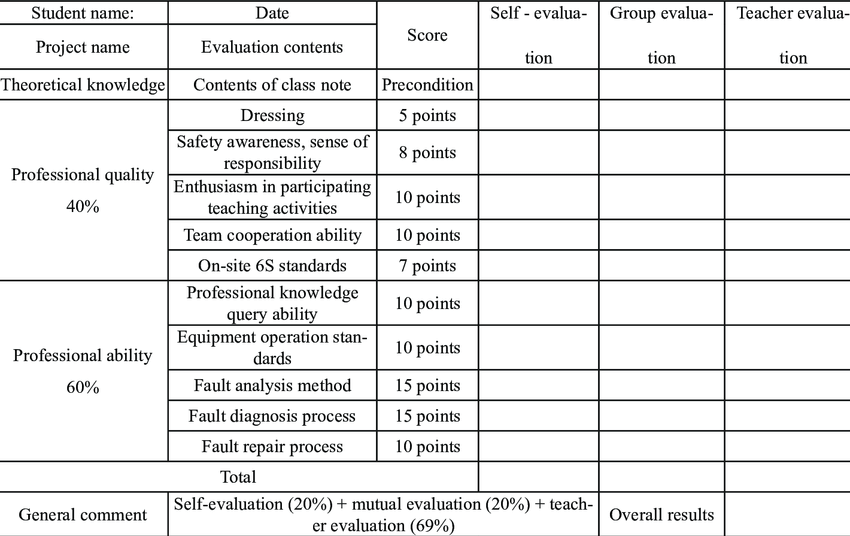 Student name:
Date
Score
Self - evalua-
tion
Group evalua-
tion
Teacher evalua-
tion
Project name
Evaluation contents
Theoretical knowledge
Contents of class note
Precondition
Professional quality
40%
Dressing
5 points
Safety awareness, sense of
responsibility
8 points
Enthusiasm in participating
teaching activities
10 points
Team cooperation ability
10 points
On-site 6S standards
7 points
Professional ability
60%
Professional knowledge
query ability
10 points
Equipment operation stan-
dards
10 points
Fault analysis method
15 points
Fault diagnosis process
15 points
Fault repair process
10 points
Total
General comment
Self-evaluation (20%) + mutual evaluation (20%) + teach-
er evaluation (69%)
Overall results